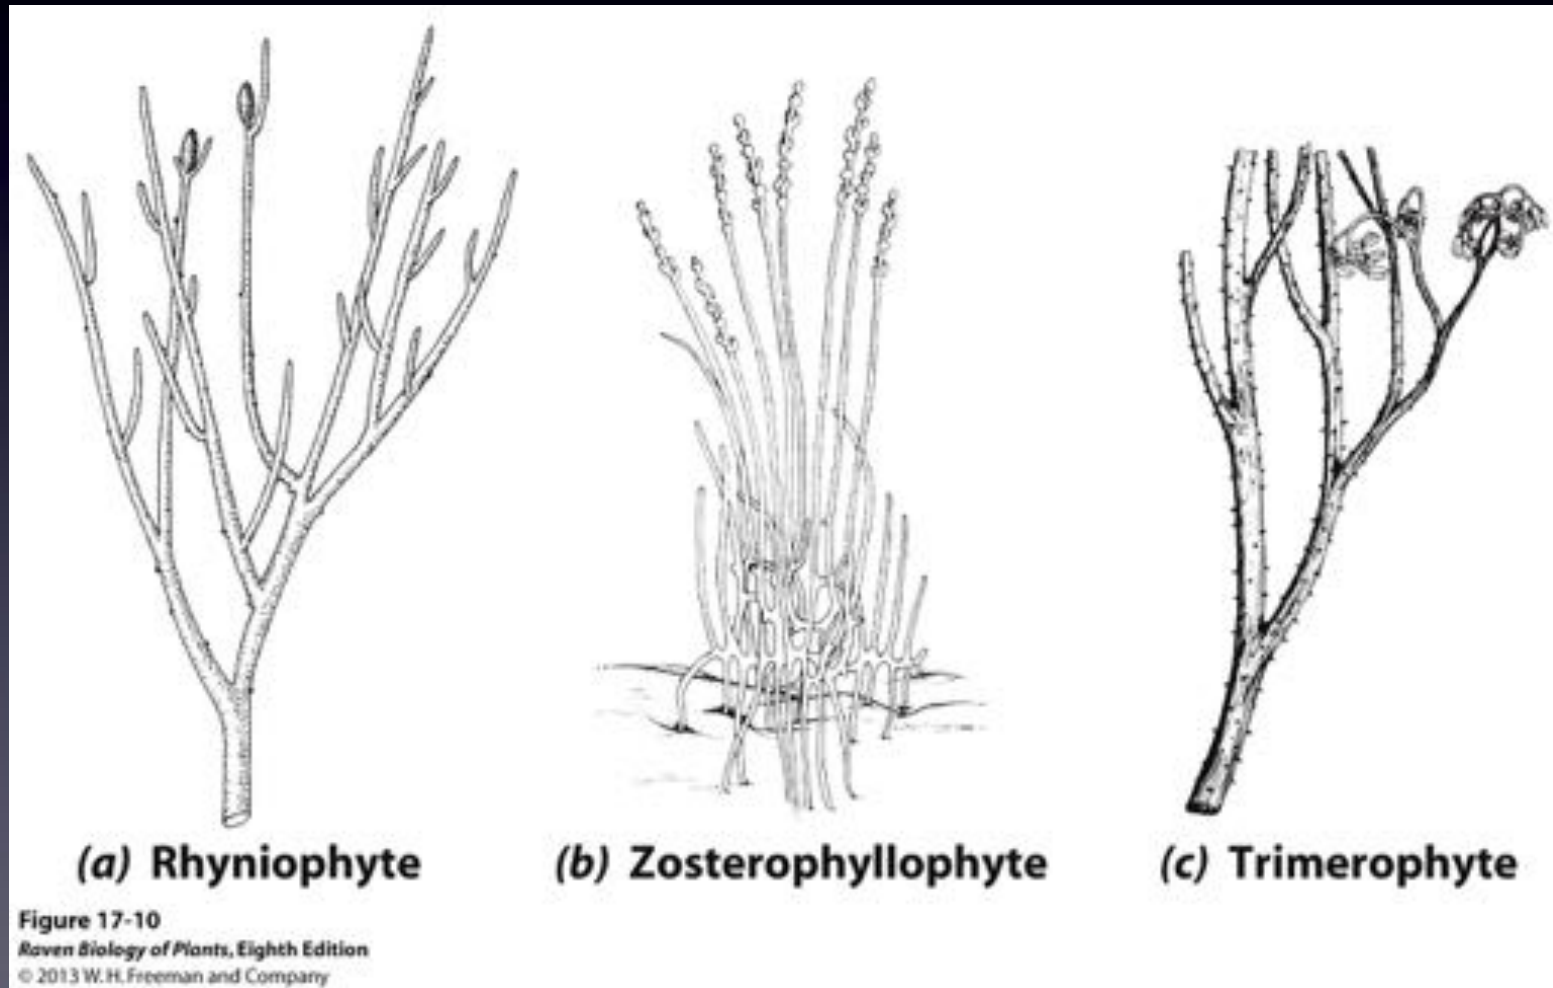 (a) Rhyniophyte
(b) Zosterophyllophyte
(c) Trimerophyte
Figure 17-10
Raven Biology of Plants, Eighth Edition
© 2013 W. H. Freeman and Company